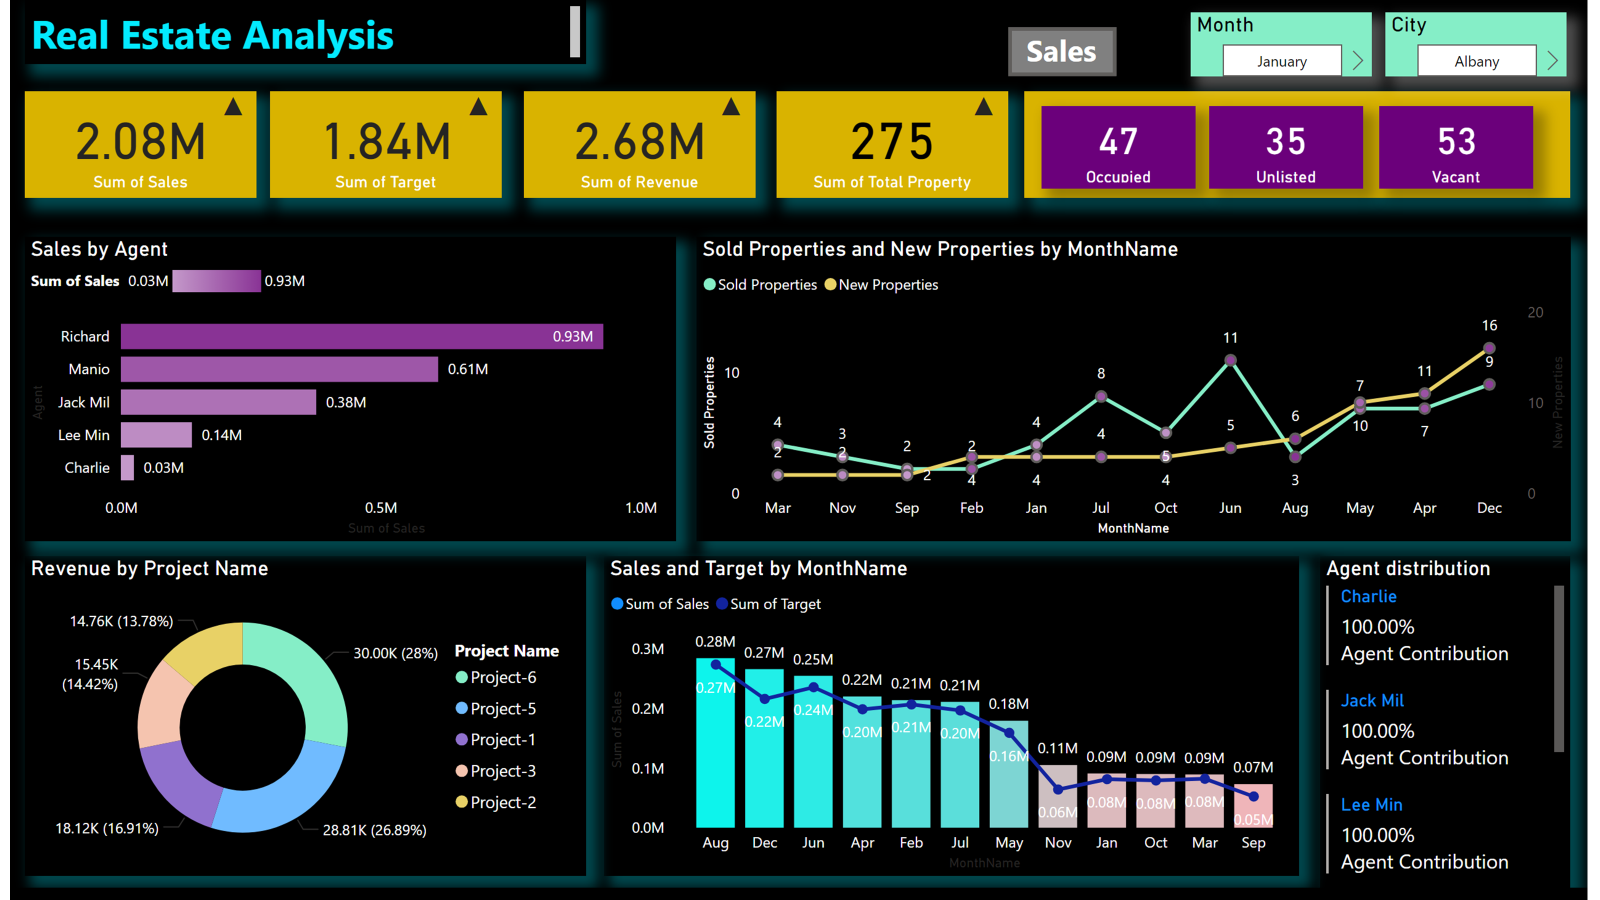 Real Estate Analysis
Sales
Month
January
City
Albany
2.08M
Sum of Sales
1.84M
Sum of Target
2.68M
Sum of Revenue
275
Sum of Total Property
47
Occupied
35
Unlisted
53
Vacant
Sales by Agent
Sum of Sales 0.03M 0.93M
Agent
Richard 0.93M
Manio 0.61M
Jack Mil 0.38M
Lee Min 0.14M
Charlie 0.03M
0.0M 0.5M 1.0M
Sum of Sales
Sold Properties and New Properties by MonthName
Sold Properties New Properties
Sold Properties
10
0
4 3 2 2 4 8 5 11 3 7 7 9
2 2 2 4 4 4 4 5 6 10 11 16
20
10
0
New Properties
Mar Nov Sep Feb Jan Jul Oct Jun Aug May Apr Dec
MonthName
Revenue by Project Name
14.76K (13.78%)
15.45K
(14.42%)
18.12K (16.91%)
30.00K (28%)
28.81K (26.89%)
Project Name
Project-6
Project-5
Project-1
Project-3
Project-2
Sales and Target by MonthName
Sum of Sales Sum of Target
Sum of Sales
0.3M
0.2M
0.1M
0.0M
0.28M 0.27M 0.25M 0.22M 0.21M 0.21M 0.18M 0.11M 0.09M 0.09M 0.09M 0.07M
0.27M 0.22M 0.24M 0.20M 0.21M 0.20M 0.16M 0.06M 0.08M 0.08M 0.08M 0.05M
Aug Dec Jun Apr Feb Jul May Nov Jan Oct Mar Sep
MonthName
Agent distribution
Charlie
100.00%
Agent Contribution
Jack Mil
100.00%
Agent Contribution
Lee Min
100.00%
Agent Contribution